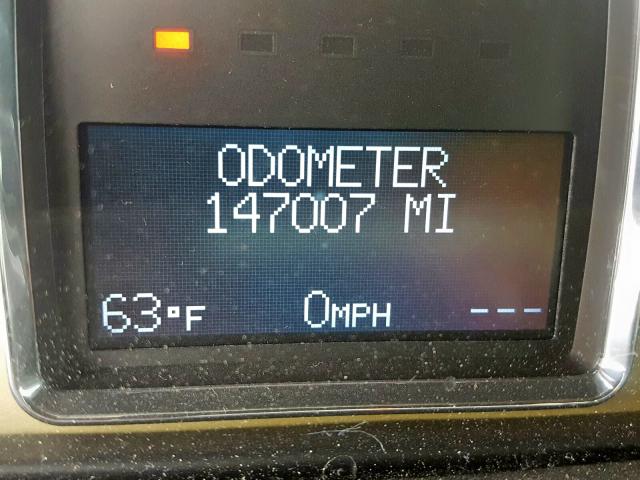 ODOMETER
147007 MI
63°F 0MPH ---